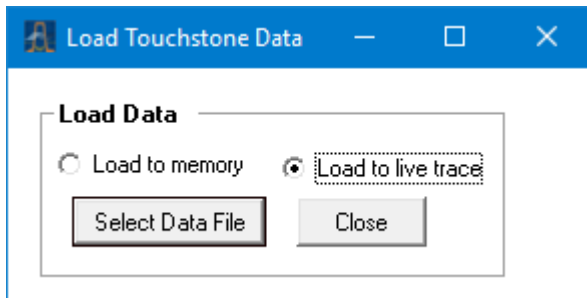 Load Touchstone Data
Load Data
Load to memory Load to live trace
Select Data File Close